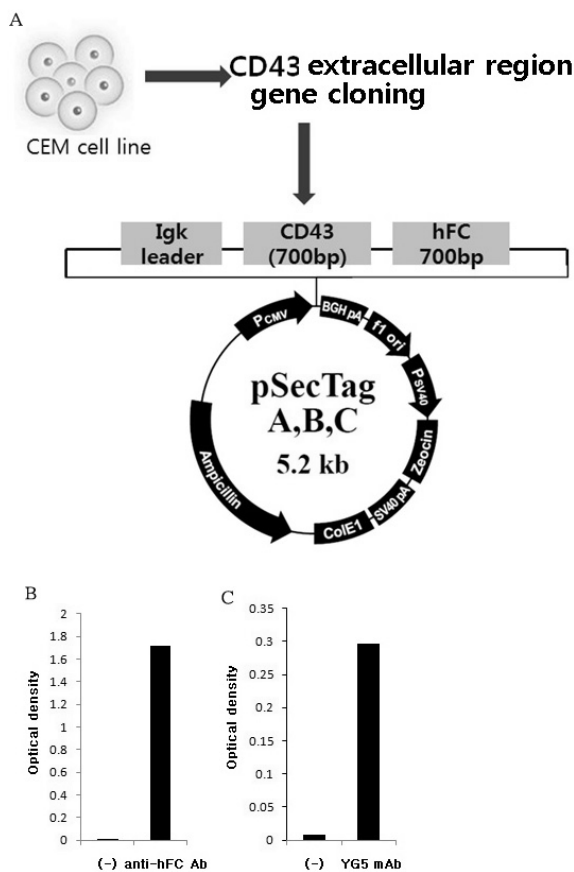 A
CD43 extracellular region
gene cloning
CEM cell line
Igk
leader
CD43
(700bp)
hFC
700bp
PCMV
BGH pA
f1 ori
PSV40
Zeocin
SV40 pA
ColE1
Ampicillin
pSecTag
A,B,C
5.2 kb
B
Optical density
2
1.8
1.6
1.4
1.2
1
0.8
0.6
0.4
0.2
0
(-) anti-hFC Ab
C
Optical density
0.35
0.3
0.25
0.2
0.15
0.1
0.05
0
(-) YG5 mAb